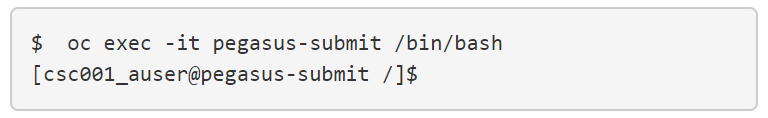 $  oc exec -it pegasus-submit /bin/bash
[csc001_auser@pegasus-submit /]$